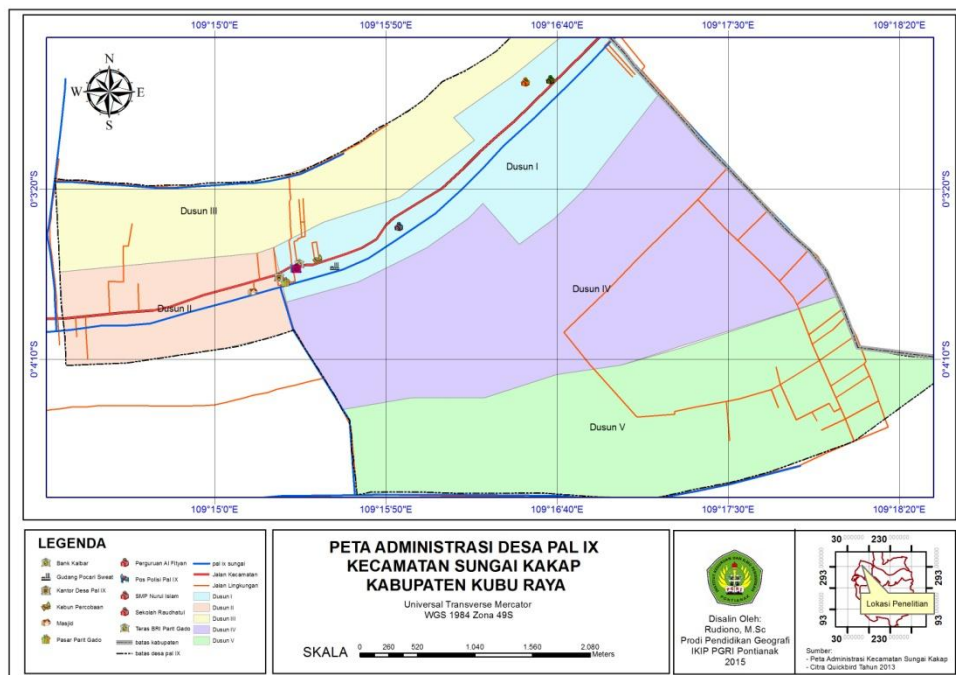 109°15'0"E 109°15'50"E 109°16'40"E 109°17'30"E 109°18'20"E
N
W E
S
0°3'20"S 0°3'20"S
0°4'10"S 0°4'10"S
Dusun I
Dusun III
Dusun II
Dusun IV
Dusun V
109°15'0"E 109°15'50"E 109°16'40"E 109°17'30"E 109°18'20"E
LEGENDA
Bank Kalbar
Gudang Pocari Sweat
Kantor Desa Pal IX
Kebun Percobaan
Masjid
Pasar Parit Gado
Perguruan Al Fityan
Pos Polisi Pal IX
SMP Nurul Islam
Sekolah Raudhatul
Teras BRI Parit Gado
batas kabupaten
batas desa pal ix
pal ix sungai
Jalan Kecamatan
Jalan Lingkungan
Dusun I
Dusun II
Dusun III
Dusun IV
Dusun V
PETA ADMINISTRASI DESA PAL IX
KECAMATAN SUNGAI KAKAP
KABUPATEN KUBU RAYA
Universal Transverse Mercator
WGS 1984 Zona 49S
SKALA
0 260 520 1.040 1.560 2.080
Meters
Disalin Oleh:
Rudiono, M.Sc
Prodi Pendidikan Geografi
IKIP PGRI Pontianak
2015
30 230
293 293
93 93
30 230
Lokasi Penelitian
Sumber:
- Peta Administrasi Kecamatan Sungai Kakap
- Citra Quickbird Tahun 2013